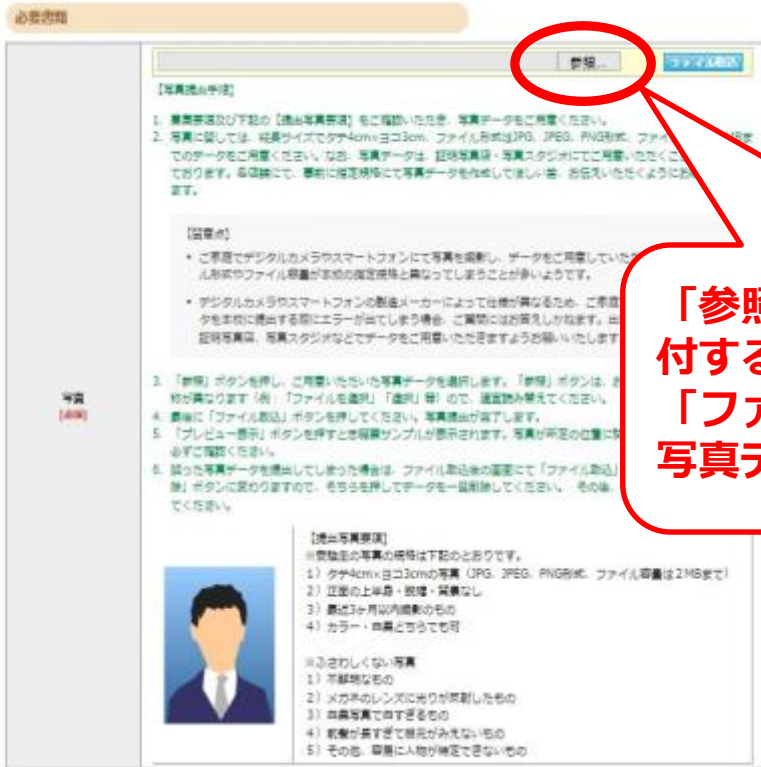 必要書類
参照... ファイル取込
【写真提出手順】
1. 募集要項及び下記の【提出写真要項】をご確認いただき、写真データをご用意ください。
2. 写真に関しては、縦長サイズでタテ4cm×ヨコ3cm、ファイル形式はJPG、JPEG、PNG形式、ファイ
でのデータをご用意ください。なお、写真データは、証明写真店・写真スタジオにてご用意いただくこ
ております。各店舗にて、事前に指定規格にて写真データを作成してほしい旨、お伝えいただくようにお
ます。
【留意点】
• ご家庭でデジタルカメラやスマートフォンにて写真を撮影し、データをご用意していた
ル形式やファイル容量が本校の指定規格と異なってしまうことが多いようです。
• デジタルカメラやスマートフォンの製造メーカーによって仕様が異なるため、ご家庭
タを本校に提出する際にエラーが出てしまう場合、ご質問にはお答えしかねます。
証明写真店、写真スタジオなどでデータをご用意いただきますようお願いいたします
写真
[必須]
3. 「参照」ボタンを押し、ご用意いただいた写真データを選択します。「参照」ボタンは、
称が異なります（例：「ファイルを選択」「選択」等）ので、適宜読み替えてください。
4. 最後に「ファイル取込」ボタンを押してください。写真提出が完了します。
5. 「プレビュー表示」ボタンを押すと志願票サンプルが表示されます。写真が所定の位置に
必ずご確認ください。
6. 誤った写真データを提出してしまった場合は、ファイル取込後の画面にて「ファイル取込」
除」ボタンに変わりますので、そちらを押してデータを一旦削除してください。 その後、
てください。
「参照
付する
「ファ
写真デ
【提出写真要項】
※受験生の写真の規格は下記のとおりです。
1）タテ4cm×ヨコ3cmの写真（JPG、JPEG、PNG形式、ファイル容量は2MBまで）
2）正面の上半身・脱帽・背景なし
3）最近3ヶ月以内撮影のもの
4）カラー・白黒どちらでも可
※ふさわしくない写真
1）不鮮明なもの
2）メガネのレンズに光りが反射したもの
3）白黒写真で白すぎるもの
4）前髪が長すぎて目元がみえないもの
5）その他、容易に人物が特定できないもの